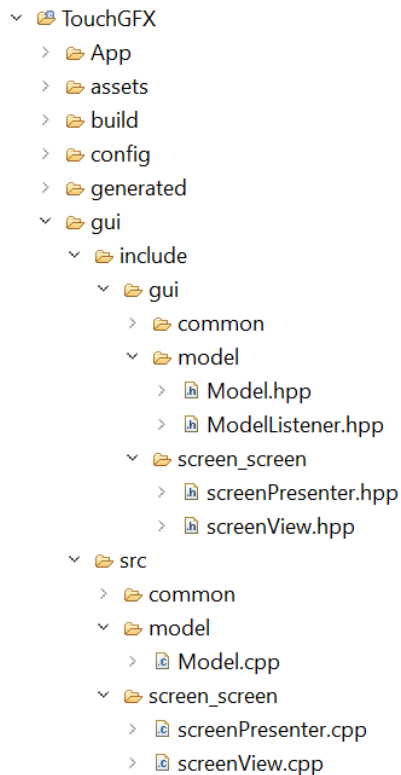 TouchGFX
App
assets
build
config
generated
gui
include
gui
common
model
Model.hpp
ModelListener.hpp
screen_screen
screenPresenter.hpp
screenView.hpp
src
common
model
Model.cpp
screen_screen
screenPresenter.cpp
screenView.cpp